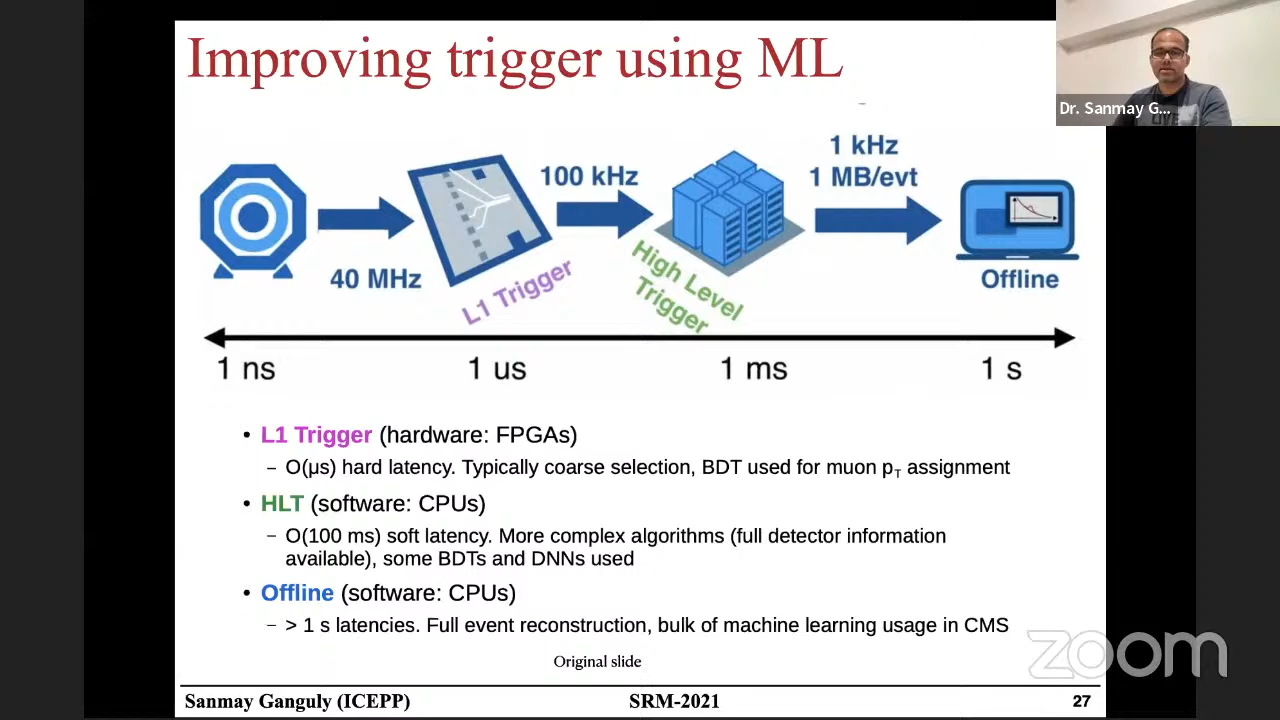 Improving trigger using ML
Dr. Sanmay G...
40 MHz
L1 Trigger
100 kHz
High Level
Trigger
1 kHz
1 MB/evt
Offline
1 ns
1 us
1 ms
1 s
• L1 Trigger (hardware: FPGAs)
– O(μs) hard latency. Typically coarse selection, BDT used for muon pT assignment
• HLT (software: CPUs)
– O(100 ms) soft latency. More complex algorithms (full detector information
available), some BDTs and DNNs used
• Offline (software: CPUs)
– > 1 s latencies. Full event reconstruction, bulk of machine learning usage in CMS
Original slide
zoom
Sanmay Ganguly (ICEPP)
SRM-2021
27